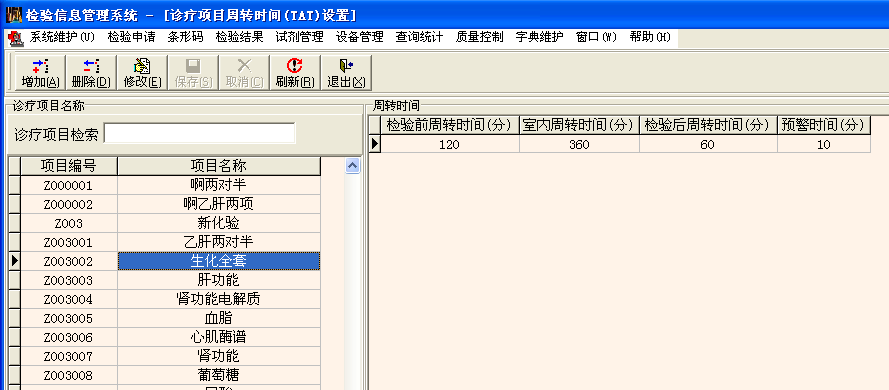 检验信息管理系统 - [诊疗项目周转时间(TAT)设置]
系统维护(U) 检验申请 条形码 检验结果 试剂管理 设备管理 查询统计 质量控制 字典维护 窗口(W) 帮助(H)
增加(A) 删除(D) 修改(E) 保存(S) 取消(C) 刷新(R) 退出(X)
诊疗项目名称
诊疗项目检索
项目编号 项目名称
Z000001 啊两对半
Z000002 啊乙肝两项
Z003 新化验
Z003001 乙肝两对半
Z003002 生化全套
Z003003 肝功能
Z003004 肾功能电解质
Z003005 血脂
Z003006 心肌酶谱
Z003007 肾功能
Z003008 葡萄糖
周转时间
检验前周转时间(分) 室内周转时间(分) 检验后周转时间(分) 预警时间(分)
120 360 60 10